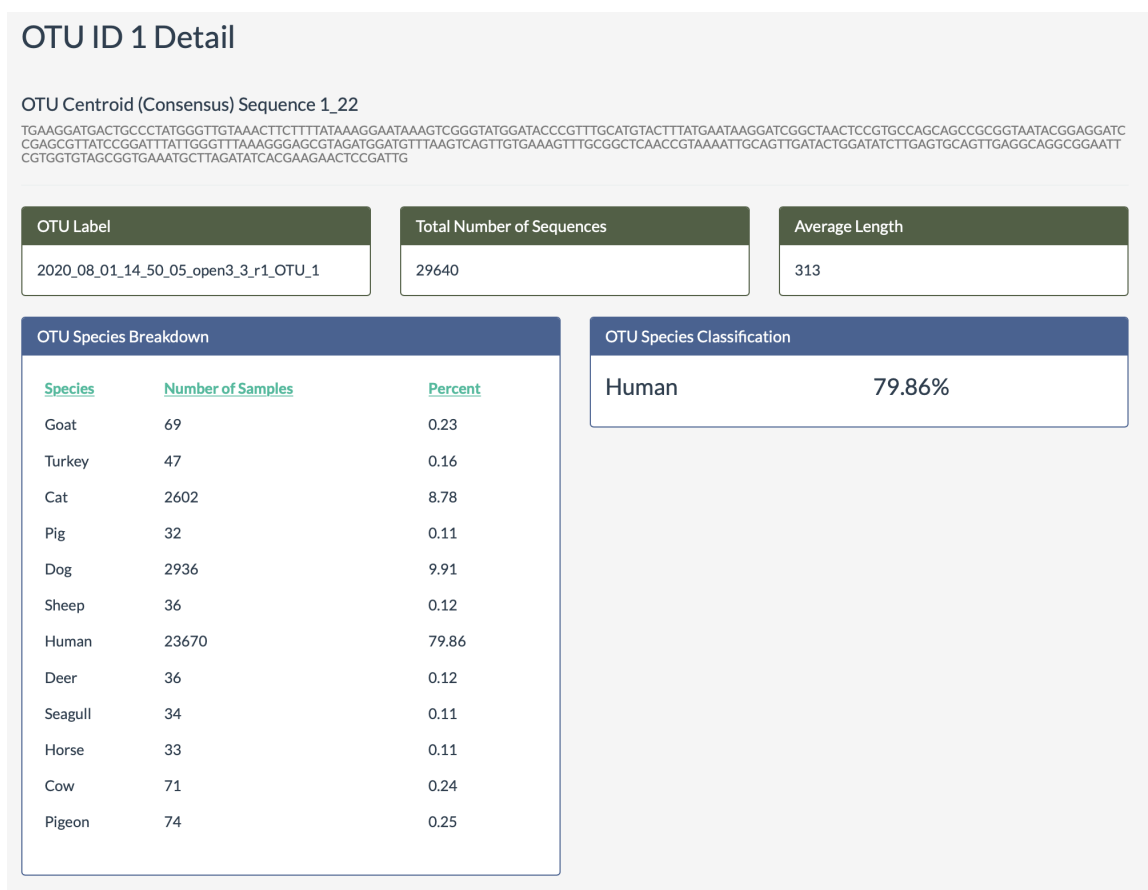 OTU ID 1 Detail
OTU Centroid (Consensus) Sequence 1_22
TGAAGGATGACTGCCCTATGGGTTGTAAACTTCTTTTATAAAGGAATAAAGTCGGGTATGGATACCCGTTTGCATGTACTTTATGAATAAGGATCGGCTAACTCCGTGCCAGCAGCCGCGGTAATACGGAGGATC
CGAGCGTTATCCGGATTTATTGGGTTTAAAGGGAGCGTAGATGGATGTTTAAGTCAGTTGTGAAAGTTTGCGGCTCAACCGTAAAATTGCAGTTGATACTGGATATCTTGAGTGCAGTTGAGGCAGGCGGAATT
CGTGGTGTAGCGGTGAAATGCTTAGATATCACGAAGAACTCCGATTG
OTU Label
2020_08_01_14_50_05_open3_3_r1_OTU_1
Total Number of Sequences
29640
Average Length
313
OTU Species Breakdown
Species Number of Samples Percent
Goat 69 0.23
Turkey 47 0.16
Cat 2602 8.78
Pig 32 0.11
Dog 2936 9.91
Sheep 36 0.12
Human 23670 79.86
Deer 36 0.12
Seagull 34 0.11
Horse 33 0.11
Cow 71 0.24
Pigeon 74 0.25
OTU Species Classification
Human 79.86%